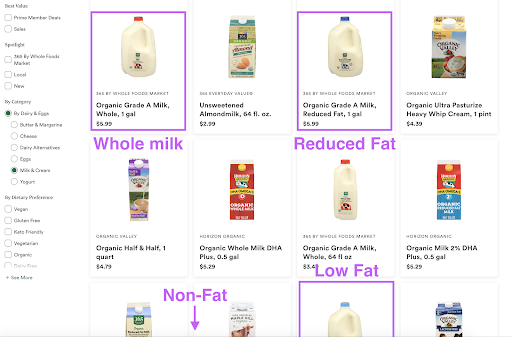 Best Value
Prime Member Deals
Sales
Spotlight
365 By Whole Foods
Market
Local
New
By Category
By Dairy & Eggs
Butter & Margerine
Cheese
Dairy Alternatives
Eggs
Milk & Cream
Yogurt
By Dietary Preference
Vegan
Gluten Free
Keto Friendly
Vegetarian
Organic
Dairy Free
+ See More
365 BY WHOLE FOODS MARKET
Organic Grade A Milk,
Whole, 1 gal
$5.99
Whole milk
365 EVERYDAY VALUE®
Unsweetened
Almondmilk, 64 fl. oz.
$2.99
365 BY WHOLE FOODS MARKET
Organic Grade A Milk,
Reduced Fat, 1 gal
$5.99
Reduced Fat
ORGANIC VALLEY
Organic Ultra Pasturize
Heavy Whip Cream, 1 pint
$4.39
ORGANIC VALLEY
Organic Half & Half, 1
quart
$4.79
HORIZON ORGANIC
Organic Whole Milk DHA
Plus, 0.5 gal
$5.29
365 BY WHOLE FOODS MARKET
Organic Grade A Milk,
Whole, 64 fl oz
HORIZON ORGANIC
Organic Milk 2% DHA
Plus, 0.5 gal
$5.29
Low Fat
Non-Fat